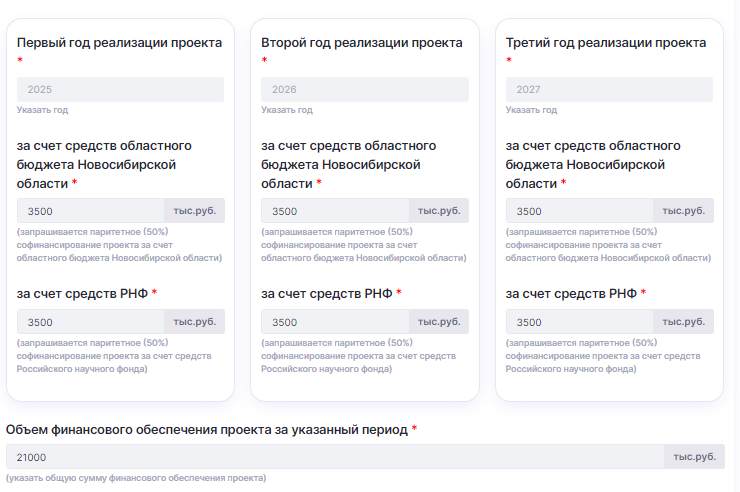 Первый год реализации проекта
*
2025
Указать год
за счет средств областного
бюджета Новосибирской
области *
3500 тыс.руб.
(запрашивается паритетное (50%)
софинансирование проекта за счет
областного бюджета Новосибирской области)
за счет средств РНФ *
3500 тыс.руб.
(запрашивается паритетное (50%)
софинансирование проекта за счет средств
Российского научного фонда)
Второй год реализации проекта
*
2026
Указать год
за счет средств областного
бюджета Новосибирской
области *
3500 тыс.руб.
(запрашивается паритетное (50%)
софинансирование проекта за счет
областного бюджета Новосибирской области)
за счет средств РНФ *
3500 тыс.руб.
(запрашивается паритетное (50%)
софинансирование проекта за счет средств
Российского научного фонда)
Третий год реализации проекта
*
2027
Указать год
за счет средств областного
бюджета Новосибирской
области *
3500 тыс.руб.
(запрашивается паритетное (50%)
софинансирование проекта за счет
областного бюджета Новосибирской области)
за счет средств РНФ *
3500 тыс.руб.
(запрашивается паритетное (50%)
софинансирование проекта за счет средств
Российского научного фонда)
Объем финансового обеспечения проекта за указанный период *
21000 тыс.руб.
(указать общую сумму финансового обеспечения проекта)